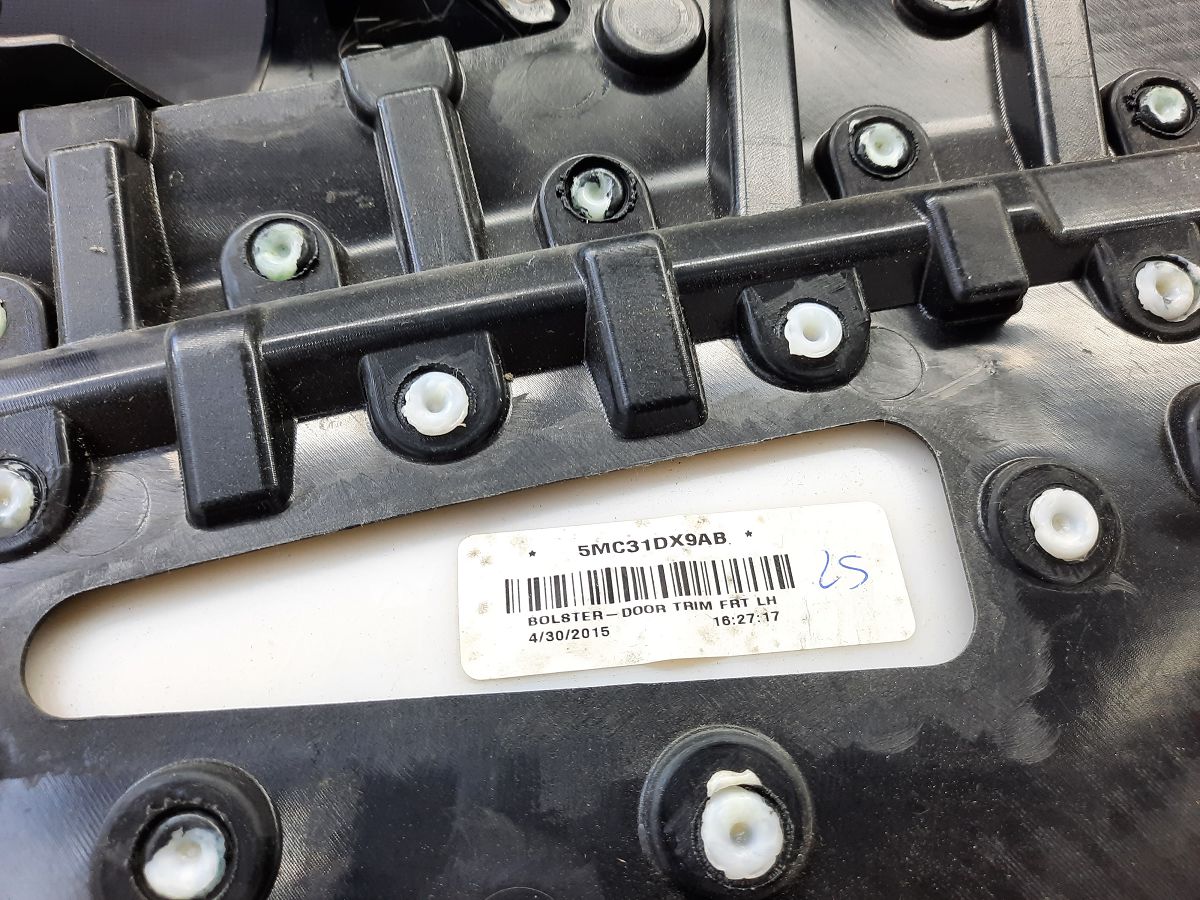 * 5MC31DX9AB *
BOLSTER-DOOR TRIM FRT LH
4/30/2015 16:27:17